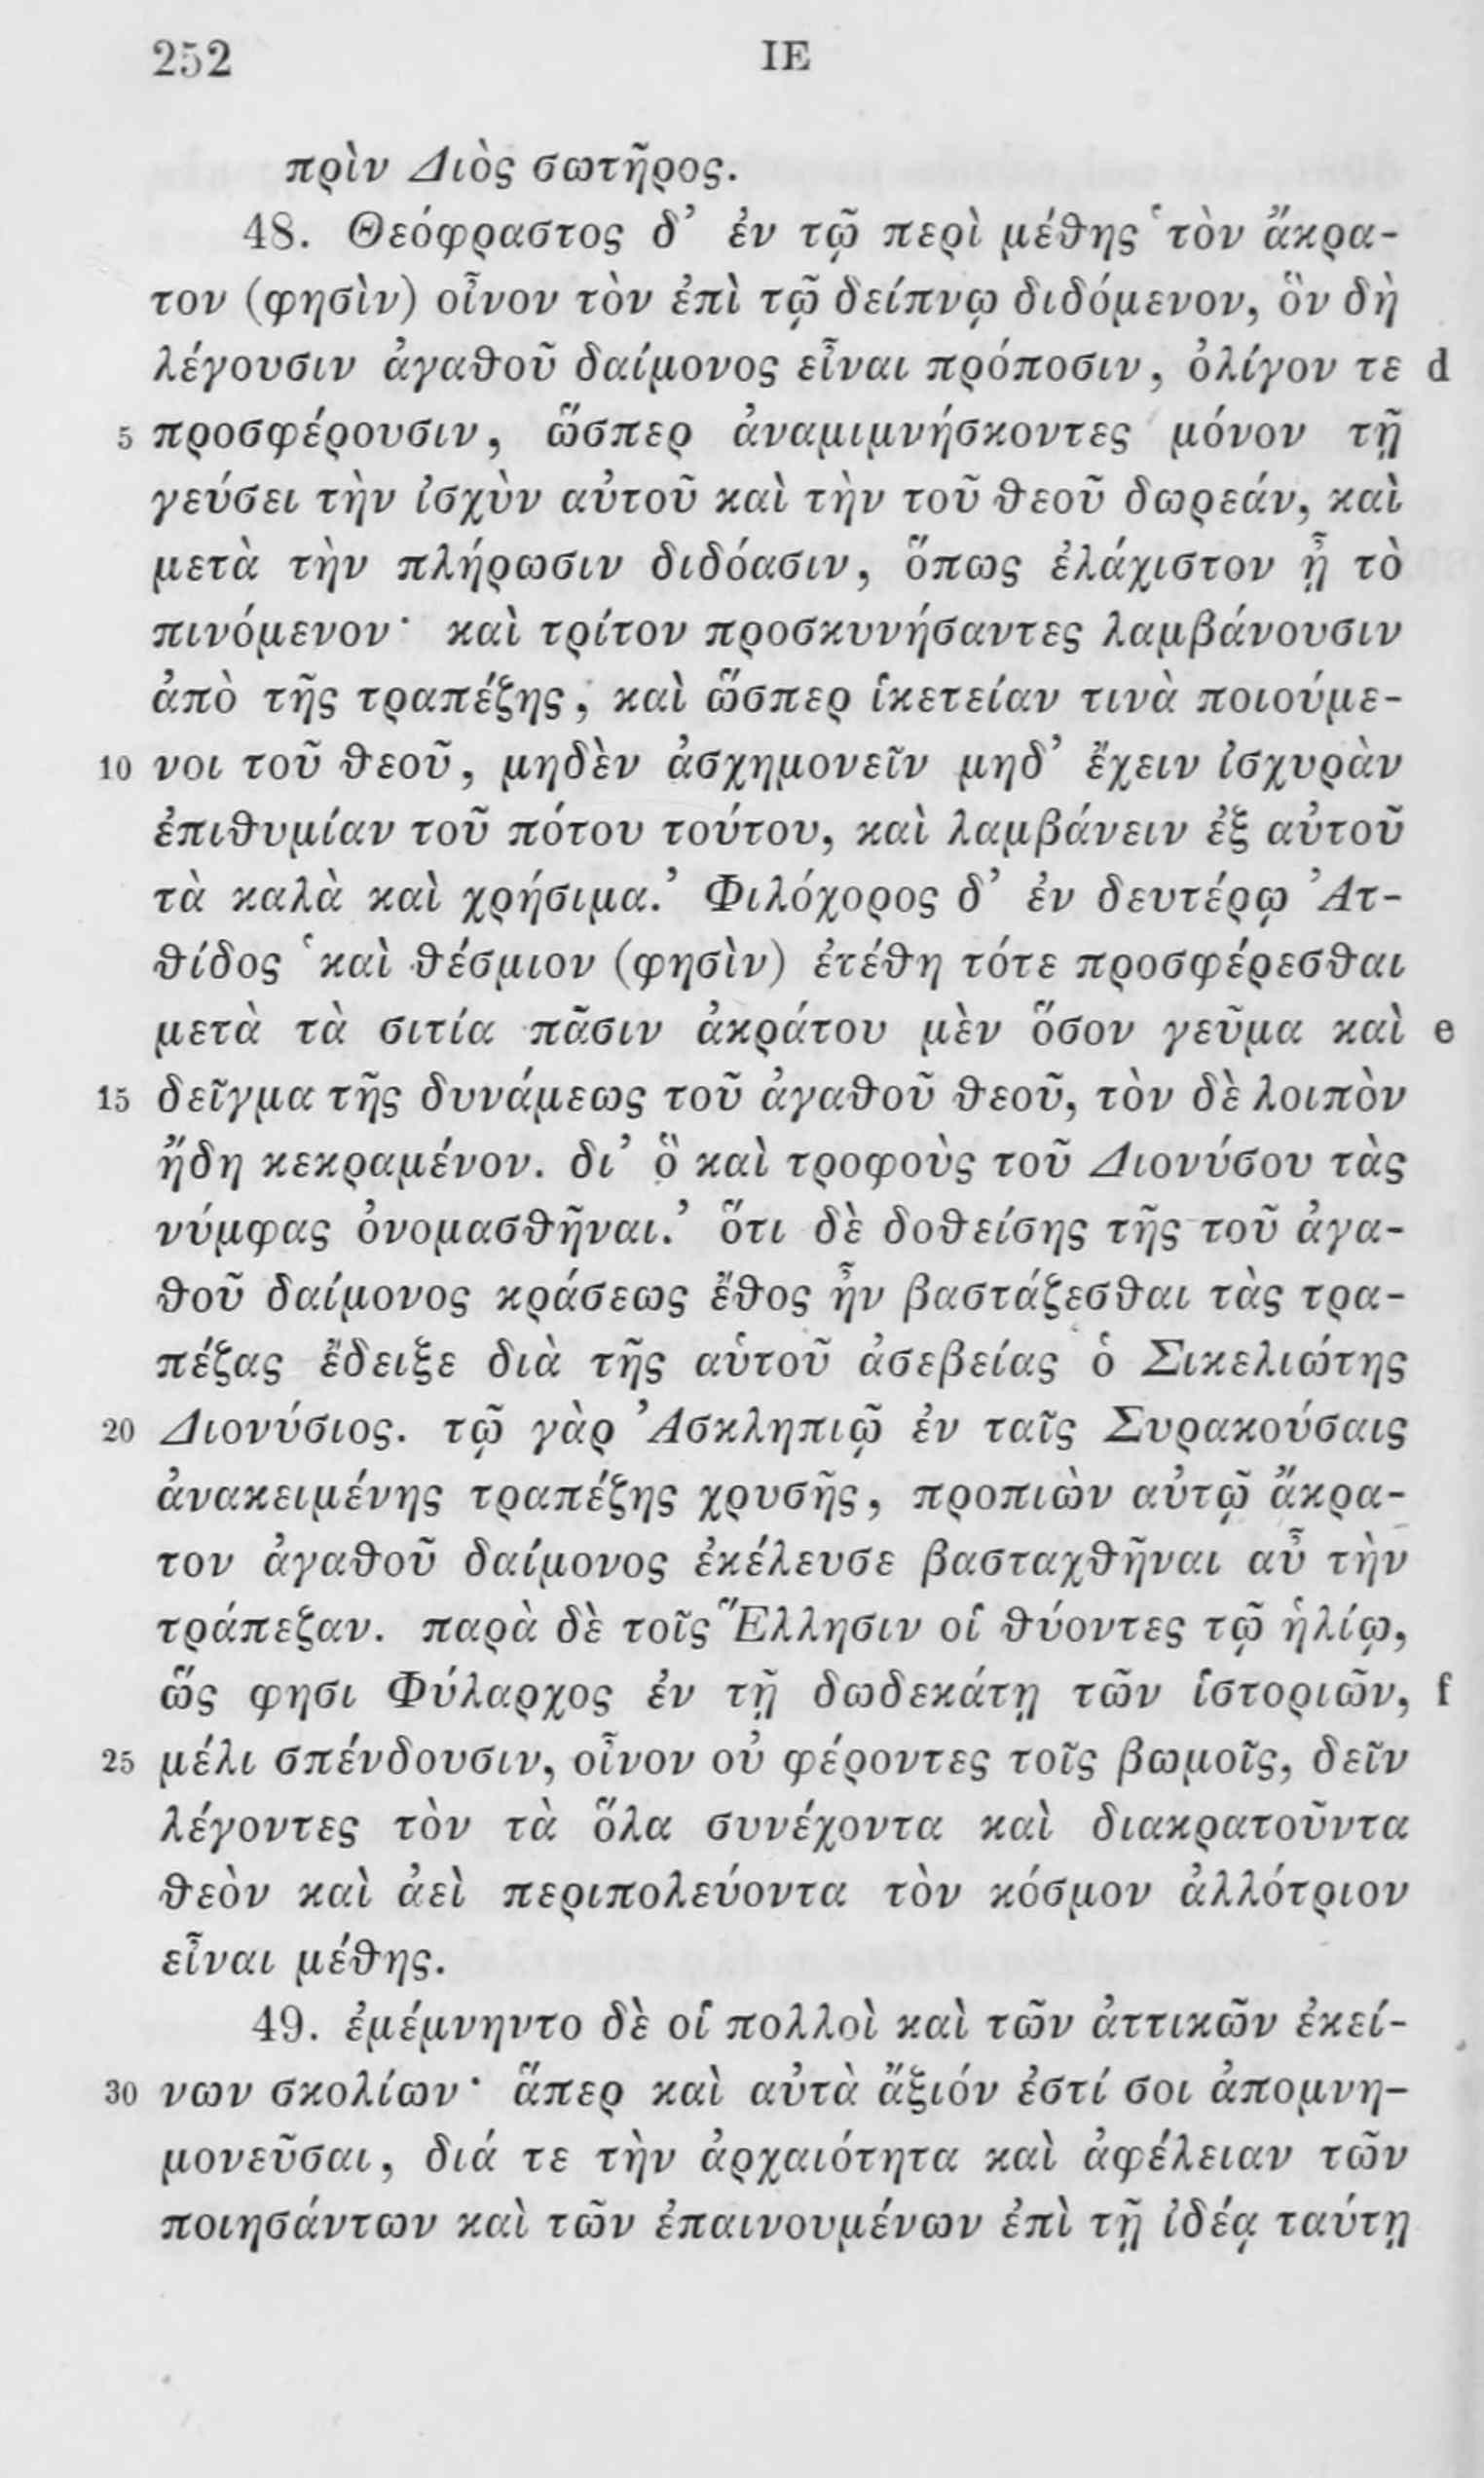 252 ΙΕ
πρὶν Διὸς σωτῆρος.
48. Θεόφραστος δ’ ἐν τῷ περὶ μέθης ‘τὸν ἄκρα-
τον (φησὶν) οἶνον τὸν ἐπὶ τῷ δείπνῳ διδόμενον, ὃν δὴ
λέγουσιν ἀγαθοῦ δαίμονος εἶναι πρόποσιν, ὀλίγον τε d
5 προσφέρουσιν, ὥσπερ ἀναμιμνήσκοντες μόνον τῇ
γεύσει τὴν ἰσχὺν αὐτοῦ καὶ τὴν τοῦ θεοῦ δωρεάν, καὶ
μετὰ τὴν πλήρωσιν διδόασιν, ὅπως ἐλάχιστον ᾖ τὸ
πινόμενον· καὶ τρίτον προσκυνήσαντες λαμβάνουσιν
ἀπὸ τῆς τραπέζης, καὶ ὥσπερ ἱκετείαν τινὰ ποιούμε-
10 νοι τοῦ θεοῦ, μηδὲν ἀσχημονεῖν μηδ’ ἔχειν ἰσχυρὰν
ἐπιθυμίαν τοῦ πότου τούτου, καὶ λαμβάνειν ἐξ αὐτοῦ
τὰ καλὰ καὶ χρήσιμα.’ Φιλόχορος δ’ ἐν δευτέρῳ Ἀτ-
θίδος ‘καὶ θέσμιον (φησὶν) ἐτέθη τότε προσφέρεσθαι
μετὰ τὰ σιτία πᾶσιν ἀκράτου μὲν ὅσον γεῦμα καὶ e
15 δεῖγμα τῆς δυνάμεως τοῦ ἀγαθοῦ θεοῦ, τὸν δὲ λοιπὸν
ἤδη κεκραμένον. δι’ ὃ καὶ τροφοὺς τοῦ Διονύσου τὰς
νύμφας ὀνομασθῆναι.’ ὅτι δὲ δοθείσης τῆς τοῦ ἀγα-
θοῦ δαίμονος κράσεως ἔθος ἦν βαστάζεσθαι τὰς τρα-
πέζας ἔδειξε διὰ τῆς αὑτοῦ ἀσεβείας ὁ Σικελιώτης
20 Διονύσιος. τῷ γὰρ Ἀσκληπιῷ ἐν ταῖς Συρακούσαις
ἀνακειμένης τραπέζης χρυσῆς, προπιὼν αὐτῷ ἄκρα-
τον ἀγαθοῦ δαίμονος ἐκέλευσε βασταχθῆναι αὖ τὴν
τράπεζαν. παρὰ δὲ τοῖς Ἕλλησιν οἱ θύοντες τῷ ἡλίῳ,
ὥς φησι Φύλαρχος ἐν τῇ δωδεκάτῃ τῶν ἱστοριῶν, f
25 μέλι σπένδουσιν, οἶνον οὐ φέροντες τοῖς βωμοῖς, δεῖν
λέγοντες τὸν τὰ ὅλα συνέχοντα καὶ διακρατοῦντα
θεὸν καὶ ἀεὶ περιπολεύοντα τὸν κόσμον ἀλλότριον
εἶναι μέθης.
49. ἐμέμνηντο δὲ οἱ πολλοὶ καὶ τῶν ἀττικῶν ἐκεί-
30 νων σκολίων· ἅπερ καὶ αὐτὰ ἄξιόν ἐστί σοι ἀπομνη-
μονεῦσαι, διά τε τὴν ἀρχαιότητα καὶ ἀφέλειαν τῶν
ποιησάντων καὶ τῶν ἐπαινουμένων ἐπὶ τῇ ἰδέᾳ ταύτῃ